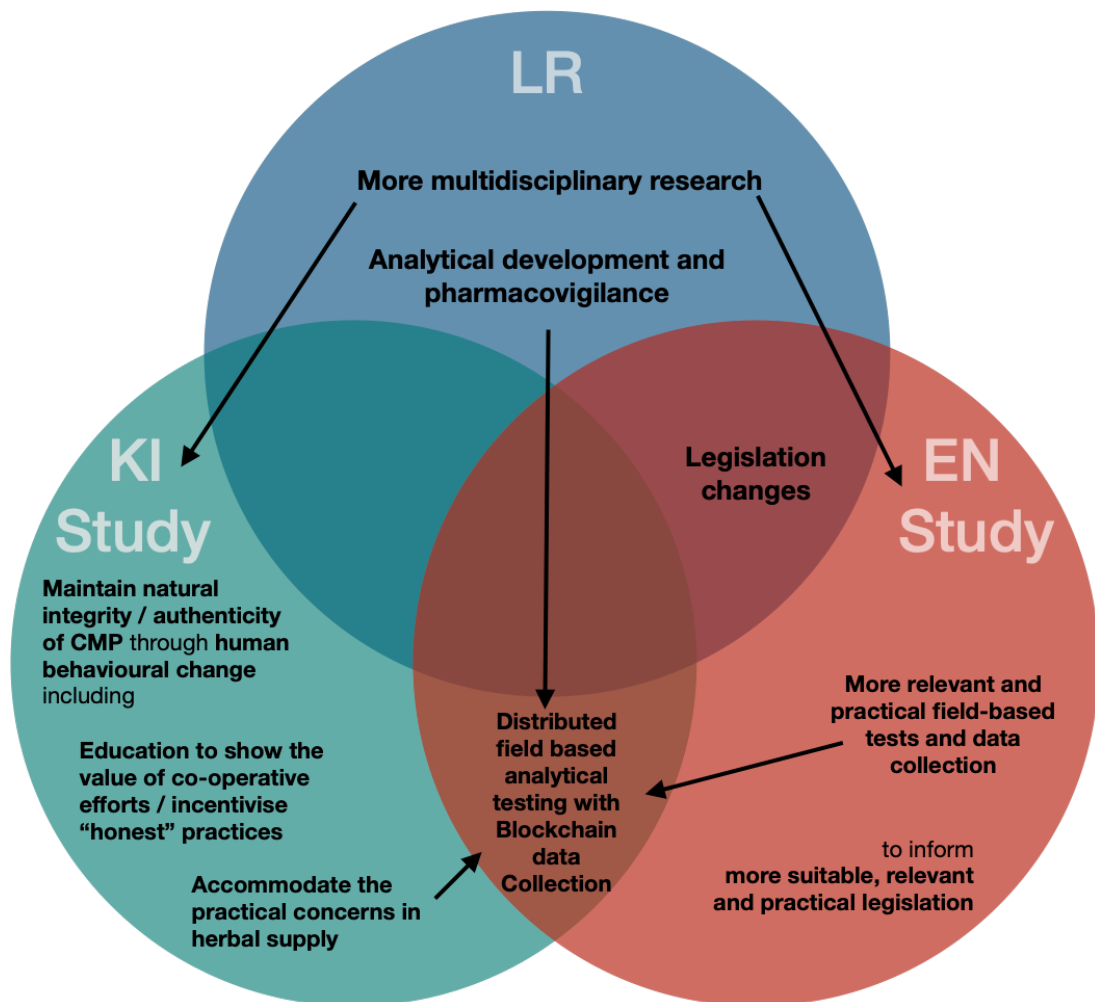 LR
More multidisciplinary research
Analytical development and
pharmacovigilance
KI
Study
EN
Study
Legislation
changes
Maintain natural
integrity / authenticity
of CMP through human
behavioural change
including
Education to show the
value of co-operative
efforts / incentivise
“honest” practices
Accommodate the
practical concerns in
herbal supply
Distributed
field based
analytical
testing with
Blockchain
data
Collection
More relevant and
practical field-based
tests and data
collection
to inform
more suitable, relevant
and practical legislation